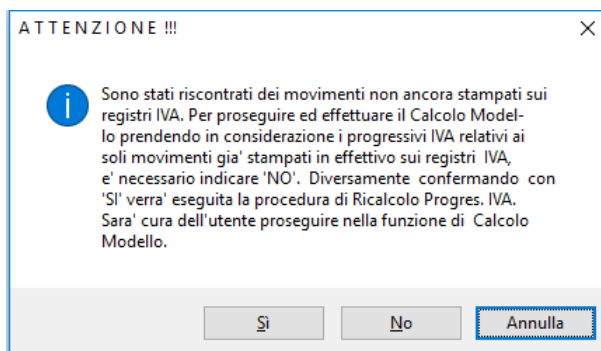 A T T E N Z I O N E !!!
Sono stati riscontrati dei movimenti non ancora stampati sui
registri IVA. Per proseguire ed effettuare il Calcolo Model-
lo prendendo in considerazione i progressivi IVA relativi ai
soli movimenti gia' stampati in effettivo sui registri IVA,
e' necessario indicare 'NO'. Diversamente confermando con
'SI' verra' eseguita la procedura di Ricalcolo Progres. IVA.
Sara' cura dell'utente proseguire nella funzione di Calcolo
Modello.
Sì
No
Annulla